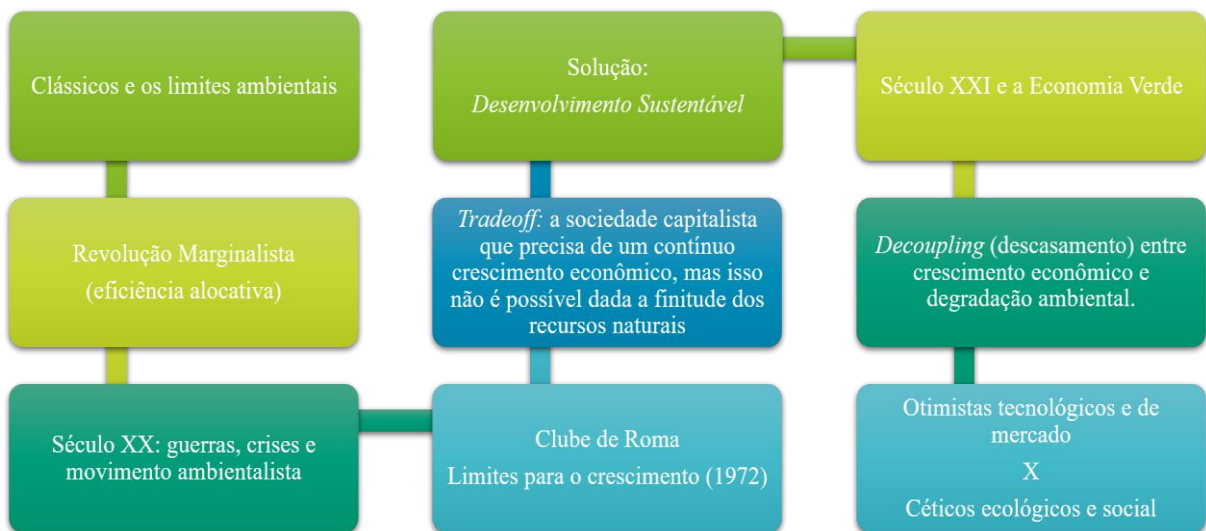 Clássicos e os limites ambientais
Revolução Marginalista
(eficiência alocativa)
Século XX: guerras, crises e
movimento ambientalista
Clube de Roma
Limites para o crescimento (1972)
Tradeoff: a sociedade capitalista
que precisa de um contínuo
crescimento econômico, mas isso
não é possível dada a finitude dos
recursos naturais
Solução:
Desenvolvimento Sustentável
Século XXI e a Economia Verde
Decoupling (descasamento) entre
crescimento econômico e
degradação ambiental.
Otimistas tecnológicos e de
mercado
X
Céticos ecológicos e social